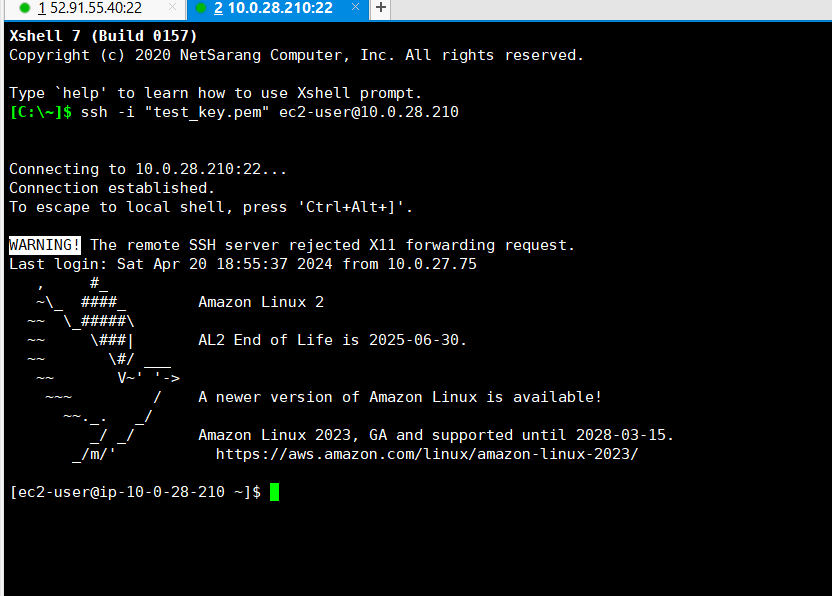 1 52.91.55.40:22 × 2 10.0.28.210:22 × +
Xshell 7 (Build 0157)
Copyright (c) 2020 NetSarang Computer, Inc. All rights reserved.
Type `help' to learn how to use Xshell prompt.
[C:\~]$ ssh -i "test_key.pem" ec2-user@10.0.28.210
Connecting to 10.0.28.210:22...
Connection established.
To escape to local shell, press 'Ctrl+Alt+]'.
WARNING! The remote SSH server rejected X11 forwarding request.
Last login: Sat Apr 20 18:55:37 2024 from 10.0.27.75
   ,     #_
   ~\_  ####_        Amazon Linux 2
  ~~  \_#####\
  ~~     \###|       AL2 End of Life is 2025-06-30.
  ~~       \#/ ___
   ~~       V~' '->
    ~~~         /    A newer version of Amazon Linux is available!
      ~~._.   _/
         _/ _/       Amazon Linux 2023, GA and supported until 2028-03-15.
       _/m/'           https://aws.amazon.com/linux/amazon-linux-2023/
[ec2-user@ip-10-0-28-210 ~]$